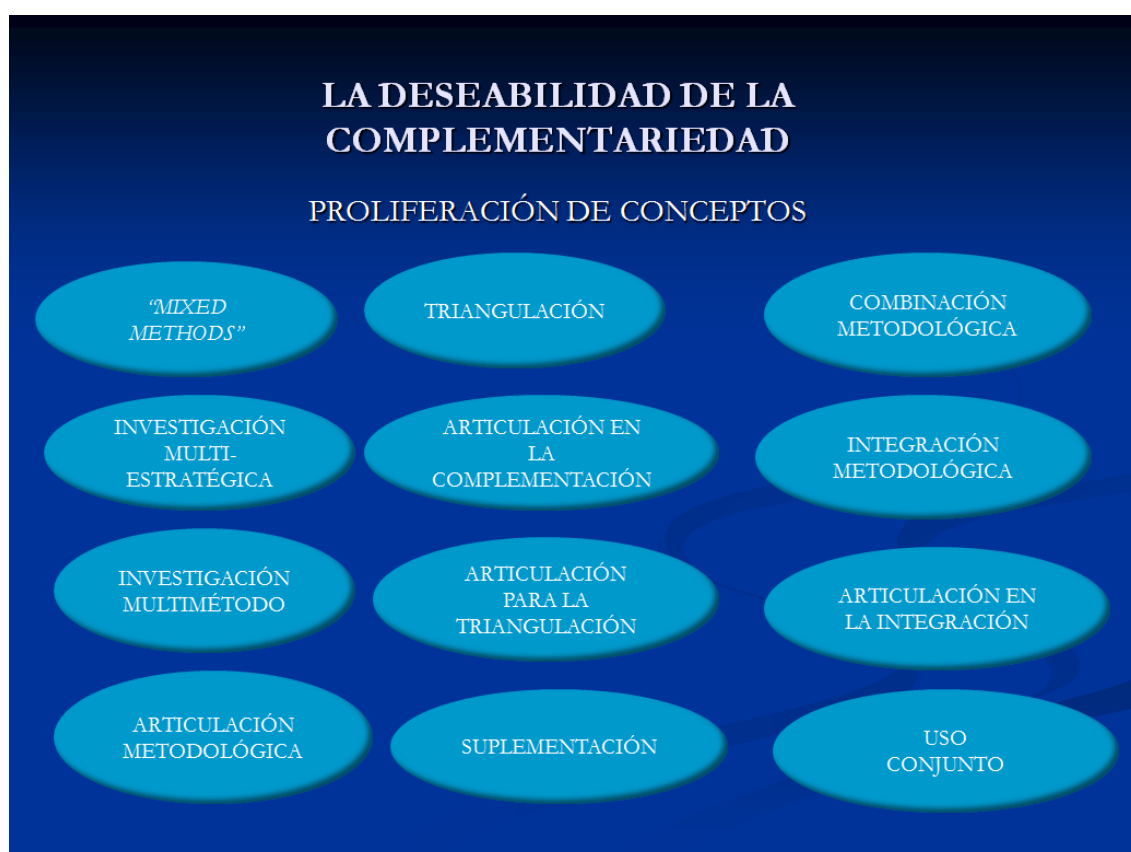 LA DESEABILIDAD DE LA
COMPLEMENTARIEDAD
PROLIFERACIÓN DE CONCEPTOS
“MIXED
METHODS”
TRIANGULACIÓN
COMBINACIÓN
METODOLÓGICA
INVESTIGACIÓN
MULTI-
ESTRATÉGICA
ARTICULACIÓN EN
LA
COMPLEMENTACIÓN
INTEGRACIÓN
METODOLÓGICA
INVESTIGACIÓN
MULTIMÉTODO
ARTICULACIÓN
PARA LA
TRIANGULACIÓN
ARTICULACIÓN EN
LA INTEGRACIÓN
ARTICULACIÓN
METODOLÓGICA
SUPLEMENTACIÓN
USO
CONJUNTO